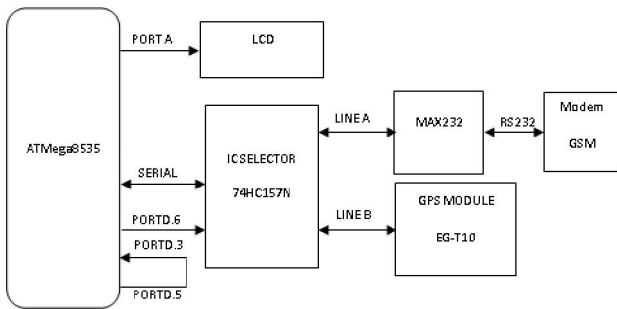 PORT A
LCD
ATMega8535
SERIAL
PORTD.6
PORTD.3
PORTD.5
IC SELECTOR
74HC157N
LINE A
LINE B
MAX232
RS232
Modem
GSM
GPS MODULE
EG-T10